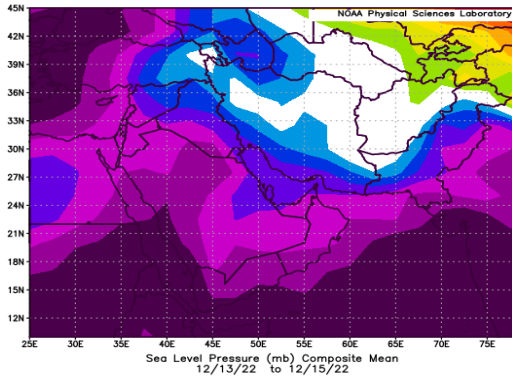 NOAA Physical Sciences Laboratory
45N
42N
39N
36N
33N
30N
27N
24N
21N
18N
15N
12N
25E 30E 35E 40E 45E 50E 55E 60E 65E 70E 75E
Sea Level Pressure (mb) Composite Mean
12/13/22 to 12/15/22